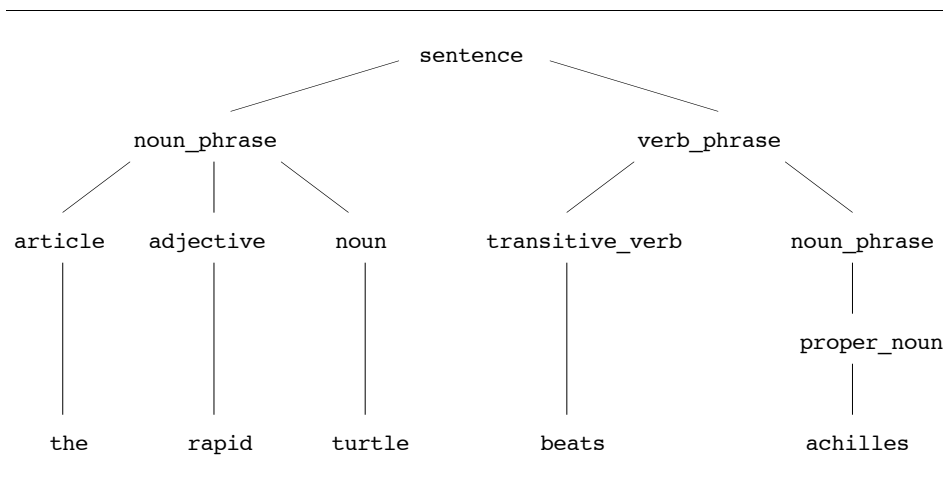 sentence
noun_phrase verb_phrase
article adjective noun transitive_verb noun_phrase
proper_noun
the rapid turtle beats achilles